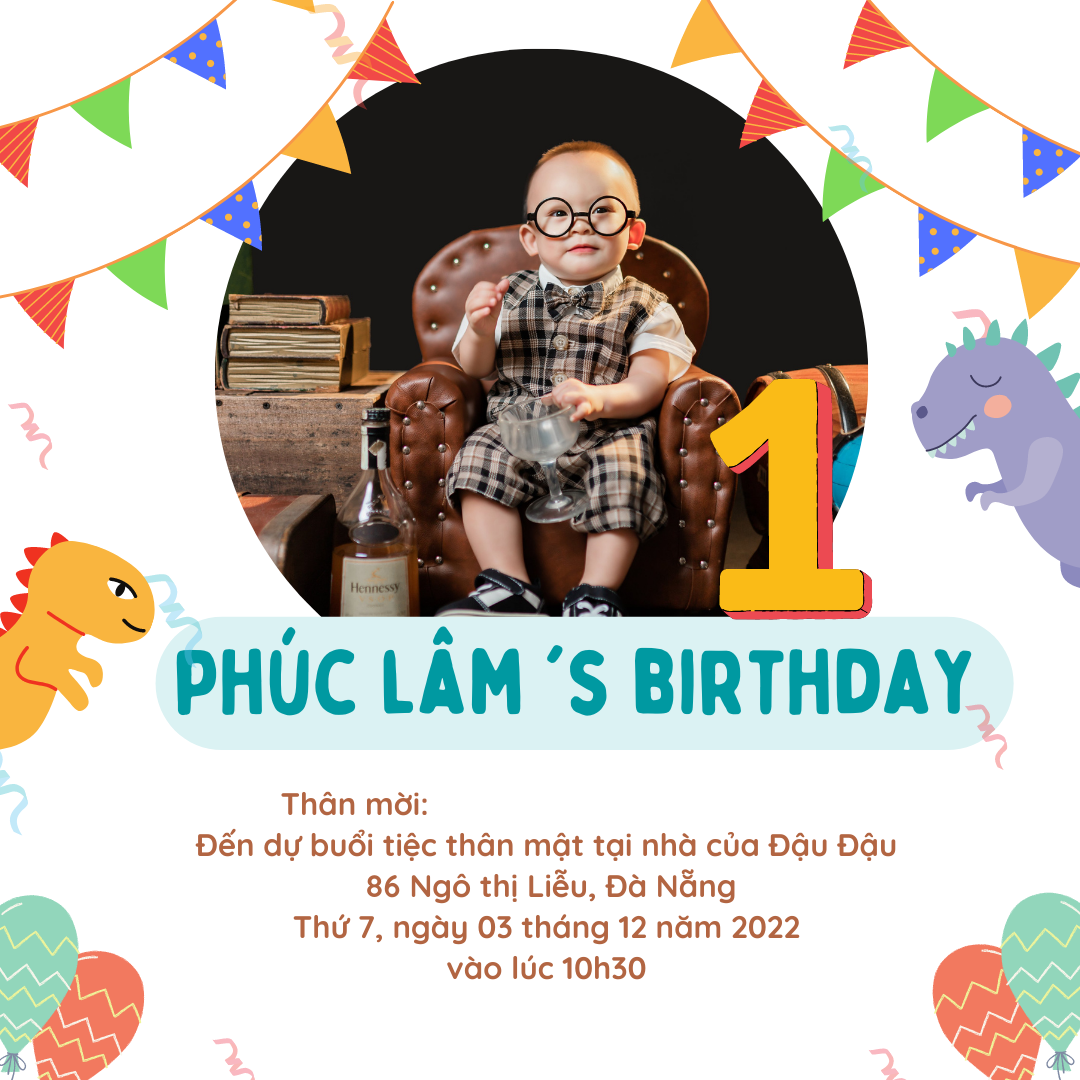 Hennessy
1
PHÚC LÂM 'S BIRTHDAY
Thân mời:
Đến dự buổi tiệc thân mật tại nhà của Đậu Đậu
86 Ngô thị Liễu, Đà Nẵng
Thứ 7, ngày 03 tháng 12 năm 2022
vào lúc 10h30